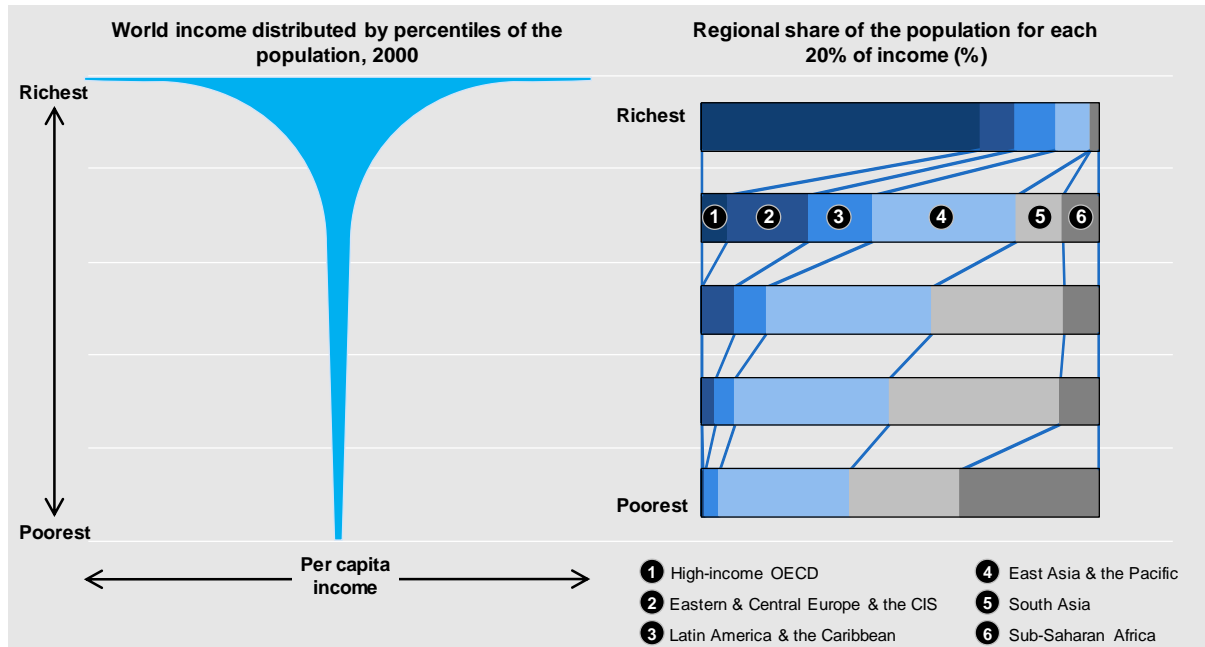 World income distributed by percentiles of the
population, 2000
Richest
Poorest
Per capita
income
Regional share of the population for each
20% of income (%)
Richest
1 2 3 4 5 6
Poorest
1 High-income OECD
2 Eastern & Central Europe & the CIS
3 Latin America & the Caribbean
4 East Asia & the Pacific
5 South Asia
6 Sub-Saharan Africa